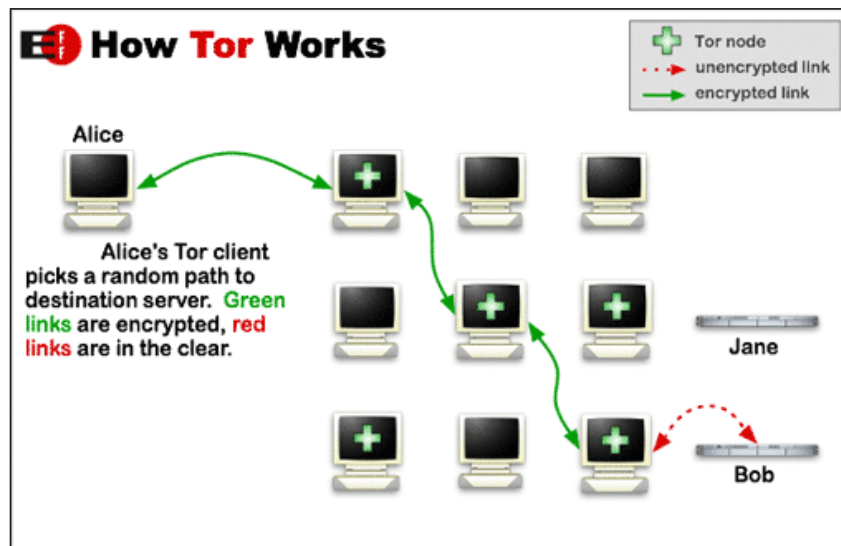 EFF How Tor Works
Tor node
unencrypted link
encrypted link
Alice
Alice's Tor client
picks a random path to
destination server. Green
links are encrypted, red
links are in the clear.
Jane
Bob